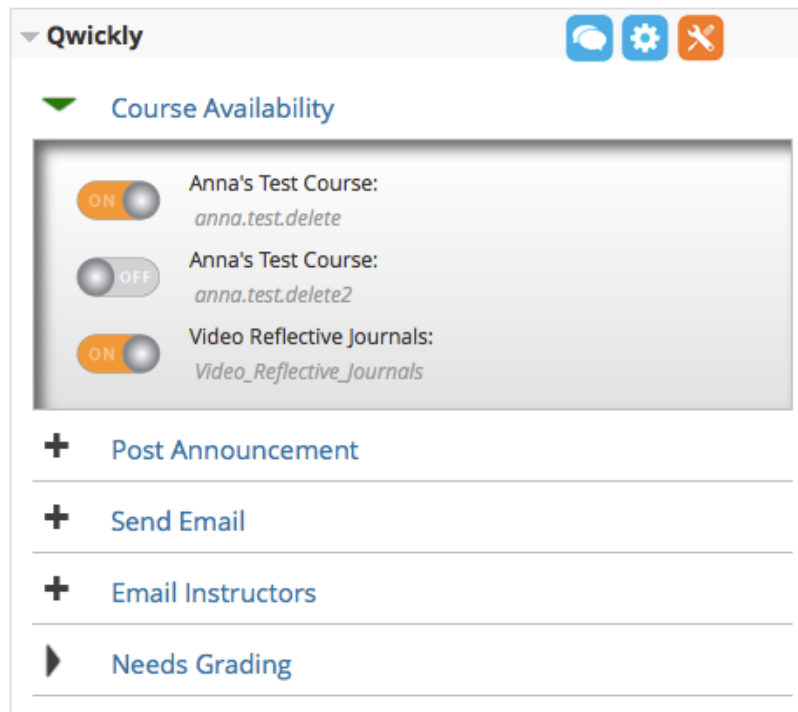 Qwickly
Course Availability
ON
Anna's Test Course:
anna.test.delete
OFF
Anna's Test Course:
anna.test.delete2
ON
Video Reflective Journals:
Video_Reflective_Journals
Post Announcement
Send Email
Email Instructors
Needs Grading